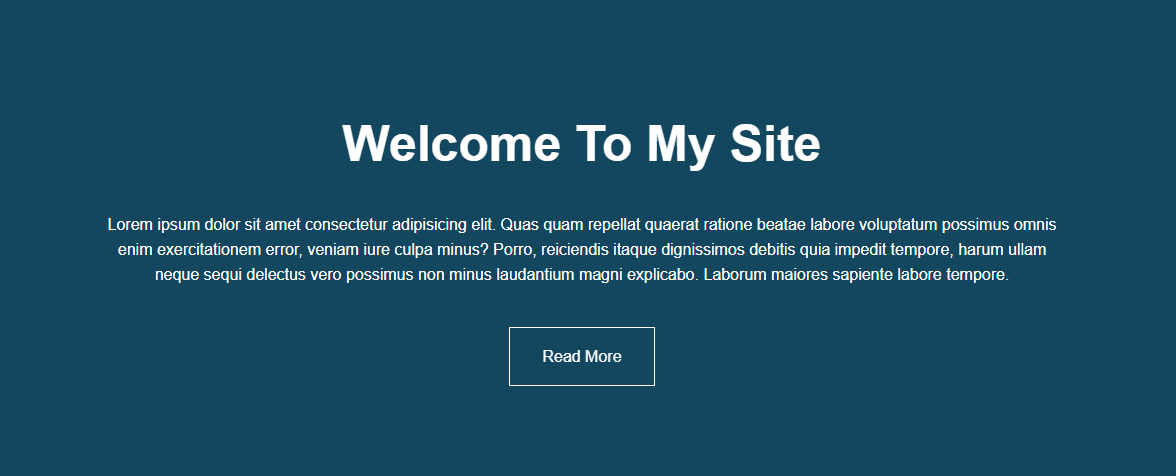 Welcome To My Site
Lorem ipsum dolor sit amet consectetur adipisicing elit. Quas quam repellat quaerat ratione beatae labore voluptatum possimus omnis
enim exercitationem error, veniam iure culpa minus? Porro, reiciendis itaque dignissimos debitis quia impedit tempore, harum ullam
neque sequi delectus vero possimus non minus laudantium magni explicabo. Laborum maiores sapiente labore tempore.
Read More